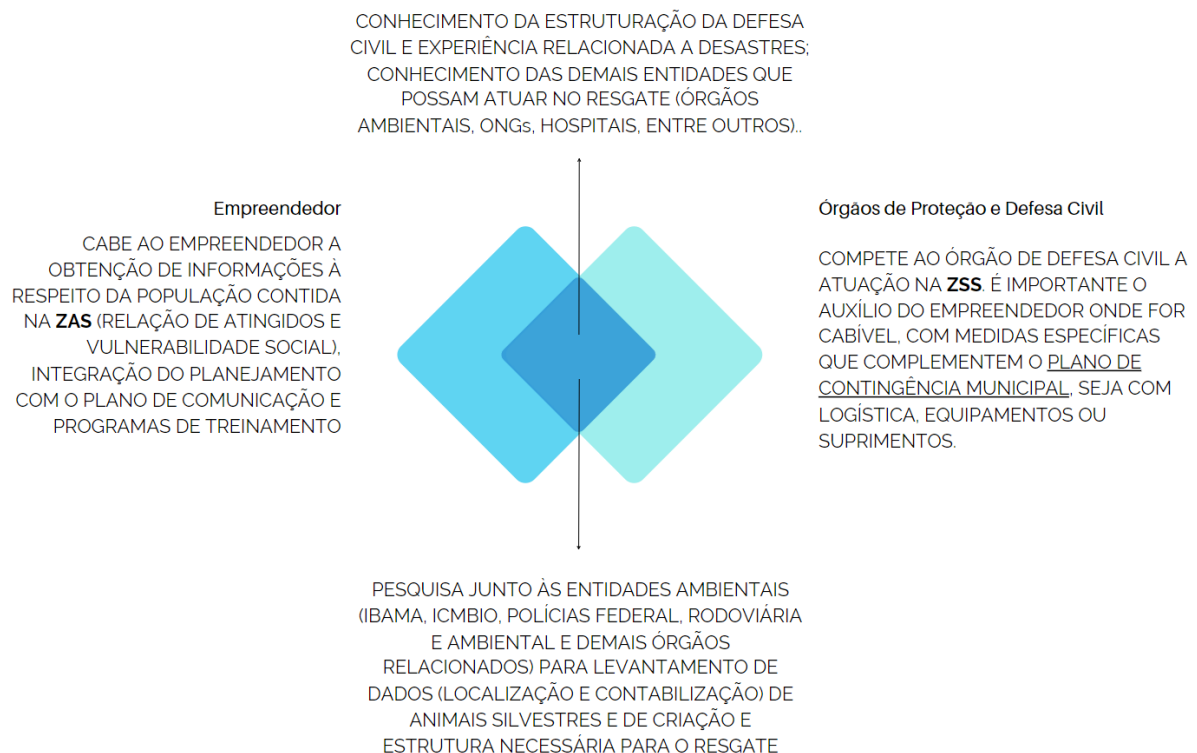 CONHECIMENTO DA ESTRUTURAÇÃO DA DEFESA
CIVIL E EXPERIÊNCIA RELACIONADA A DESASTRES;
CONHECIMENTO DAS DEMAIS ENTIDADES QUE
POSSAM ATUAR NO RESGATE (ÓRGÃOS
AMBIENTAIS, ONGs, HOSPITAIS, ENTRE OUTROS)..
Empreendedor
CABE AO EMPREENDEDOR A
OBTENÇÃO DE INFORMAÇÕES À
RESPEITO DA POPULAÇÃO CONTIDA
NA ZAS (RELAÇÃO DE ATINGIDOS E
VULNERABILIDADE SOCIAL),
INTEGRAÇÃO DO PLANEJAMENTO
COM O PLANO DE COMUNICAÇÃO E
PROGRAMAS DE TREINAMENTO
Órgãos de Proteção e Defesa Civil
COMPETE AO ÓRGÃO DE DEFESA CIVIL A
ATUAÇÃO NA ZSS. É IMPORTANTE O
AUXÍLIO DO EMPREENDEDOR ONDE FOR
CABÍVEL, COM MEDIDAS ESPECÍFICAS
QUE COMPLEMENTEM O PLANO DE
CONTINGÊNCIA MUNICIPAL, SEJA COM
LOGÍSTICA, EQUIPAMENTOS OU
SUPRIMENTOS.
PESQUISA JUNTO ÀS ENTIDADES AMBIENTAIS
(IBAMA, ICMBIO, POLÍCIAS FEDERAL, RODOVIÁRIA
E AMBIENTAL E DEMAIS ÓRGÃOS
RELACIONADOS) PARA LEVANTAMENTO DE
DADOS (LOCALIZAÇÃO E CONTABILIZAÇÃO) DE
ANIMAIS SILVESTRES E DE CRIAÇÃO E
ESTRUTURA NECESSÁRIA PARA O RESGATE